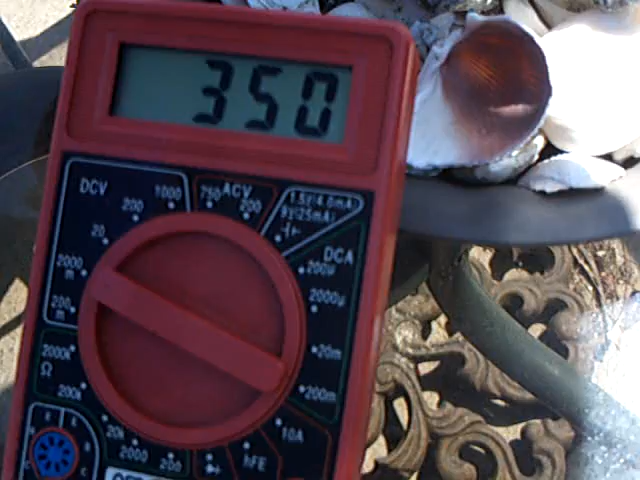 350
DCV 1000 750 ACV 200 1.5V(4.0mA)
200 9V(25mA)
20 DCA
2000 m 200µ
200 m 2000µ
2000k 20m
Ω 200k 200m
20k 2000 200 hFE 10A
OFF